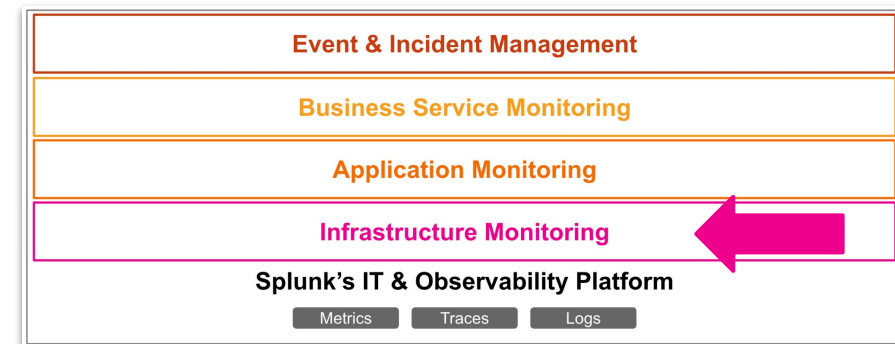 Event & Incident Management
Business Service Monitoring
Application Monitoring
Infrastructure Monitoring
Splunk's IT & Observability Platform
Metrics Traces Logs